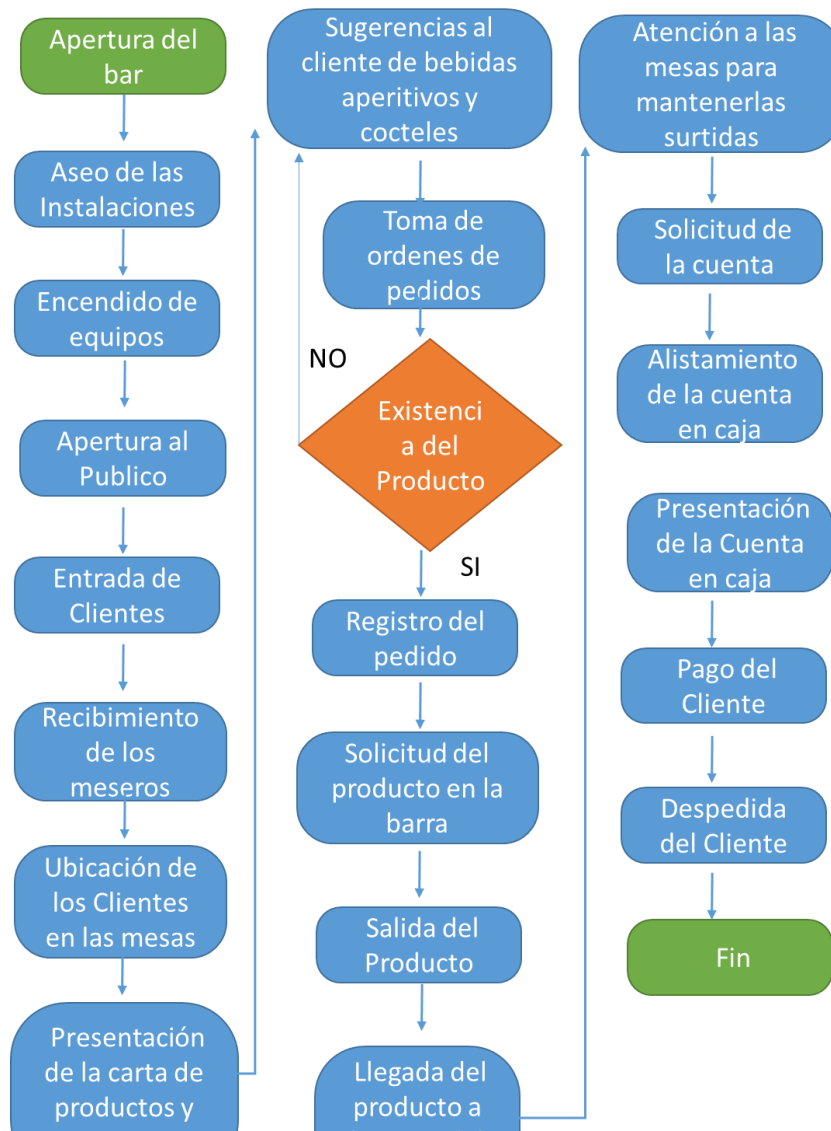 Apertura del
bar
Aseo de las
Instalaciones
Encendido de
equipos
Apertura al
Publico
Entrada de
Clientes
Recibimiento
de los
meseros
Ubicación de
los Clientes
en las mesas
Presentación
de la carta de
productos y
Sugerencias al
cliente de bebidas
aperitivos y
cocteles
Toma de
ordenes de
pedidos
NO
Existenci
a del
Producto
SI
Registro del
pedido
Solicitud del
producto en la
barra
Salida del
Producto
Llegada del
producto a
Atención a las
mesas para
mantenerlas
surtidas
Solicitud de
la cuenta
Alistamiento
de la cuenta
en caja
Presentación
de la Cuenta
en caja
Pago del
Cliente
Despedida
del Cliente
Fin